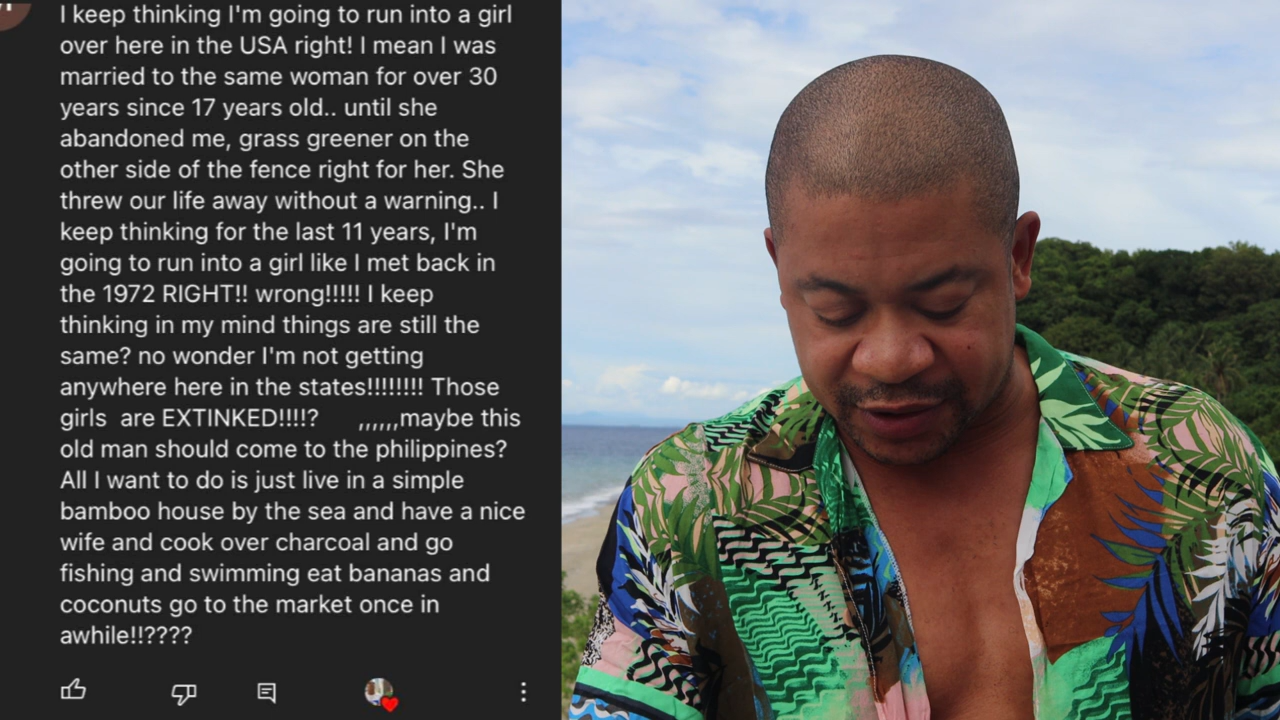 I keep thinking I'm going to run into a girl
over here in the USA right! I mean I was
married to the same woman for over 30
years since 17 years old.. until she
abandoned me, grass greener on the
other side of the fence right for her. She
threw our life away without a warning.. I
keep thinking for the last 11 years, I'm
going to run into a girl like I met back in
the 1972 RIGHT!! wrong!!!!! I keep
thinking in my mind things are still the
same? no wonder I'm not getting
anywhere here in the states!!!!!!!! Those
girls  are EXTINKED!!!!?      ,,,,,,maybe this
old man should come to the philippines?
All I want to do is just live in a simple
bamboo house by the sea and have a nice
wife and cook over charcoal and go
fishing and swimming eat bananas and
coconuts go to the market once in
awhile!!????